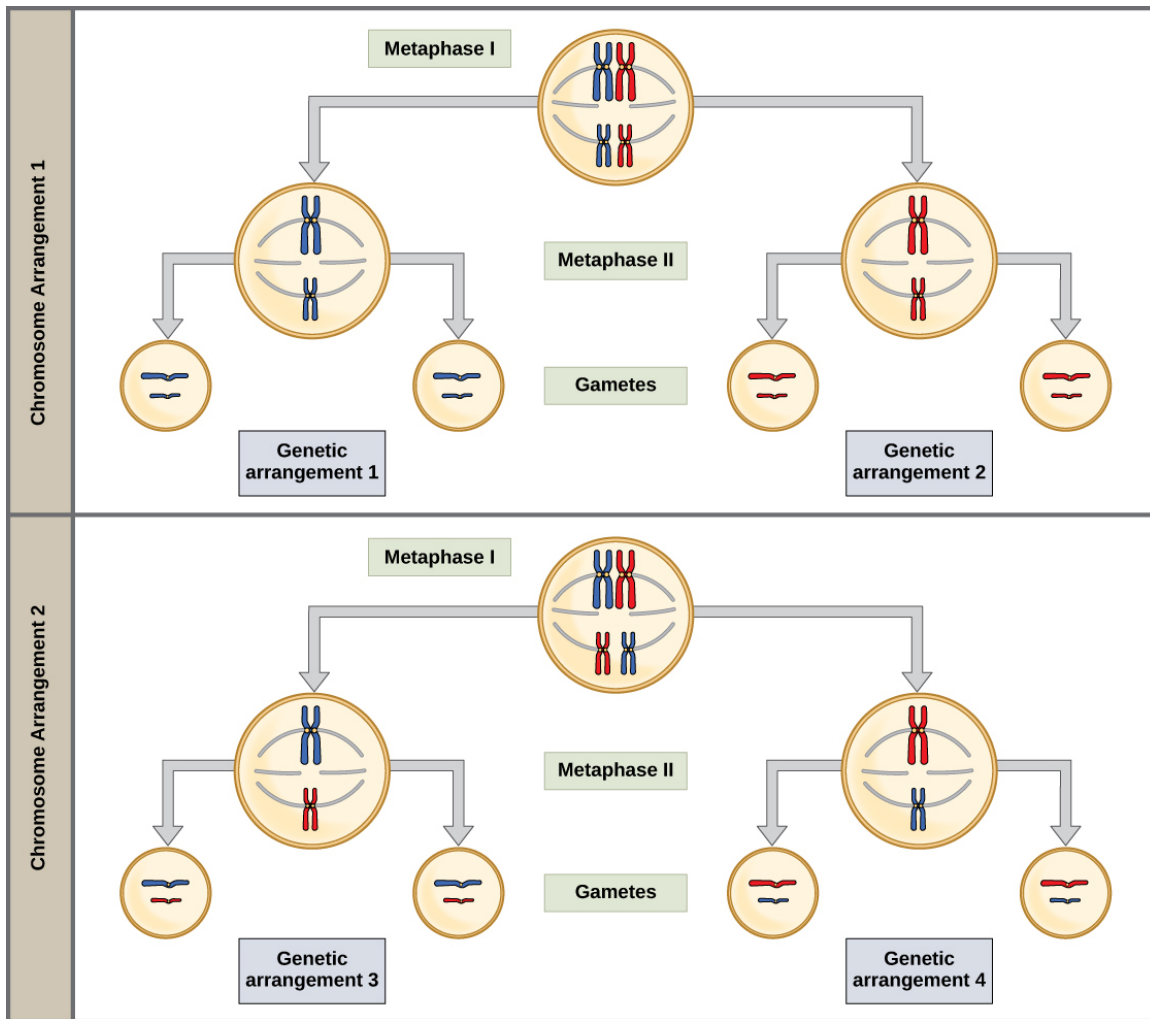 Chromosome Arrangement 1
Metaphase I
Metaphase II
Gametes
Genetic
arrangement 1
Genetic
arrangement 2
Chromosome Arrangement 2
Metaphase I
Metaphase II
Gametes
Genetic
arrangement 3
Genetic
arrangement 4